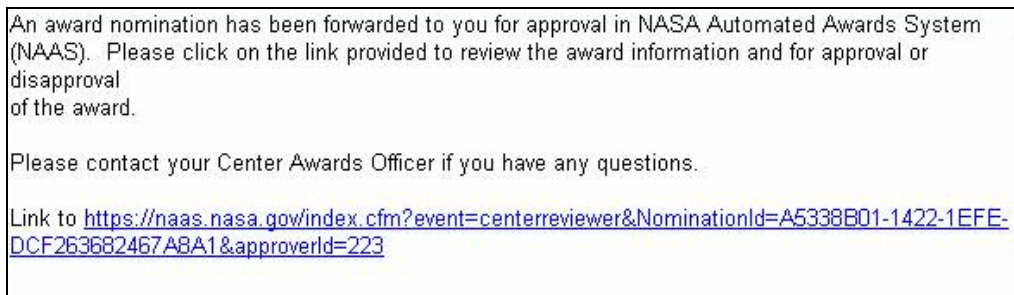 An award nomination has been forwarded to you for approval in NASA Automated Awards System
(NAAS).  Please click on the link provided to review the award information and for approval or
disapproval
of the award.
Please contact your Center Awards Officer if you have any questions.
Link to https://naas.nasa.gov/index.cfm?event=centerreviewer&NominationId=A5338B01-1422-1EFE-
DCF263682467A8A1&approverId=223